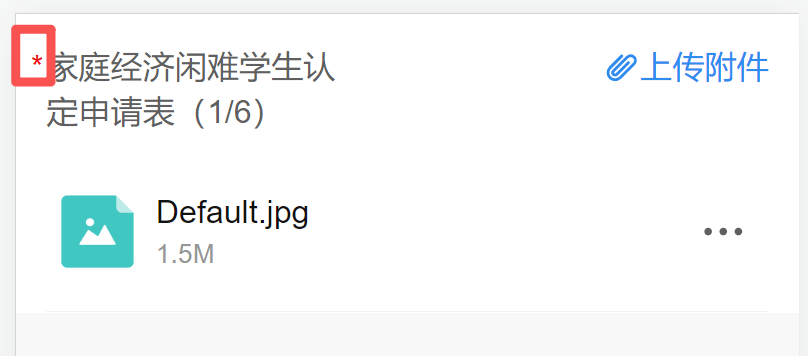 *家庭经济闲难学生认
定申请表（1/6）
上传附件
Default.jpg
1.5M